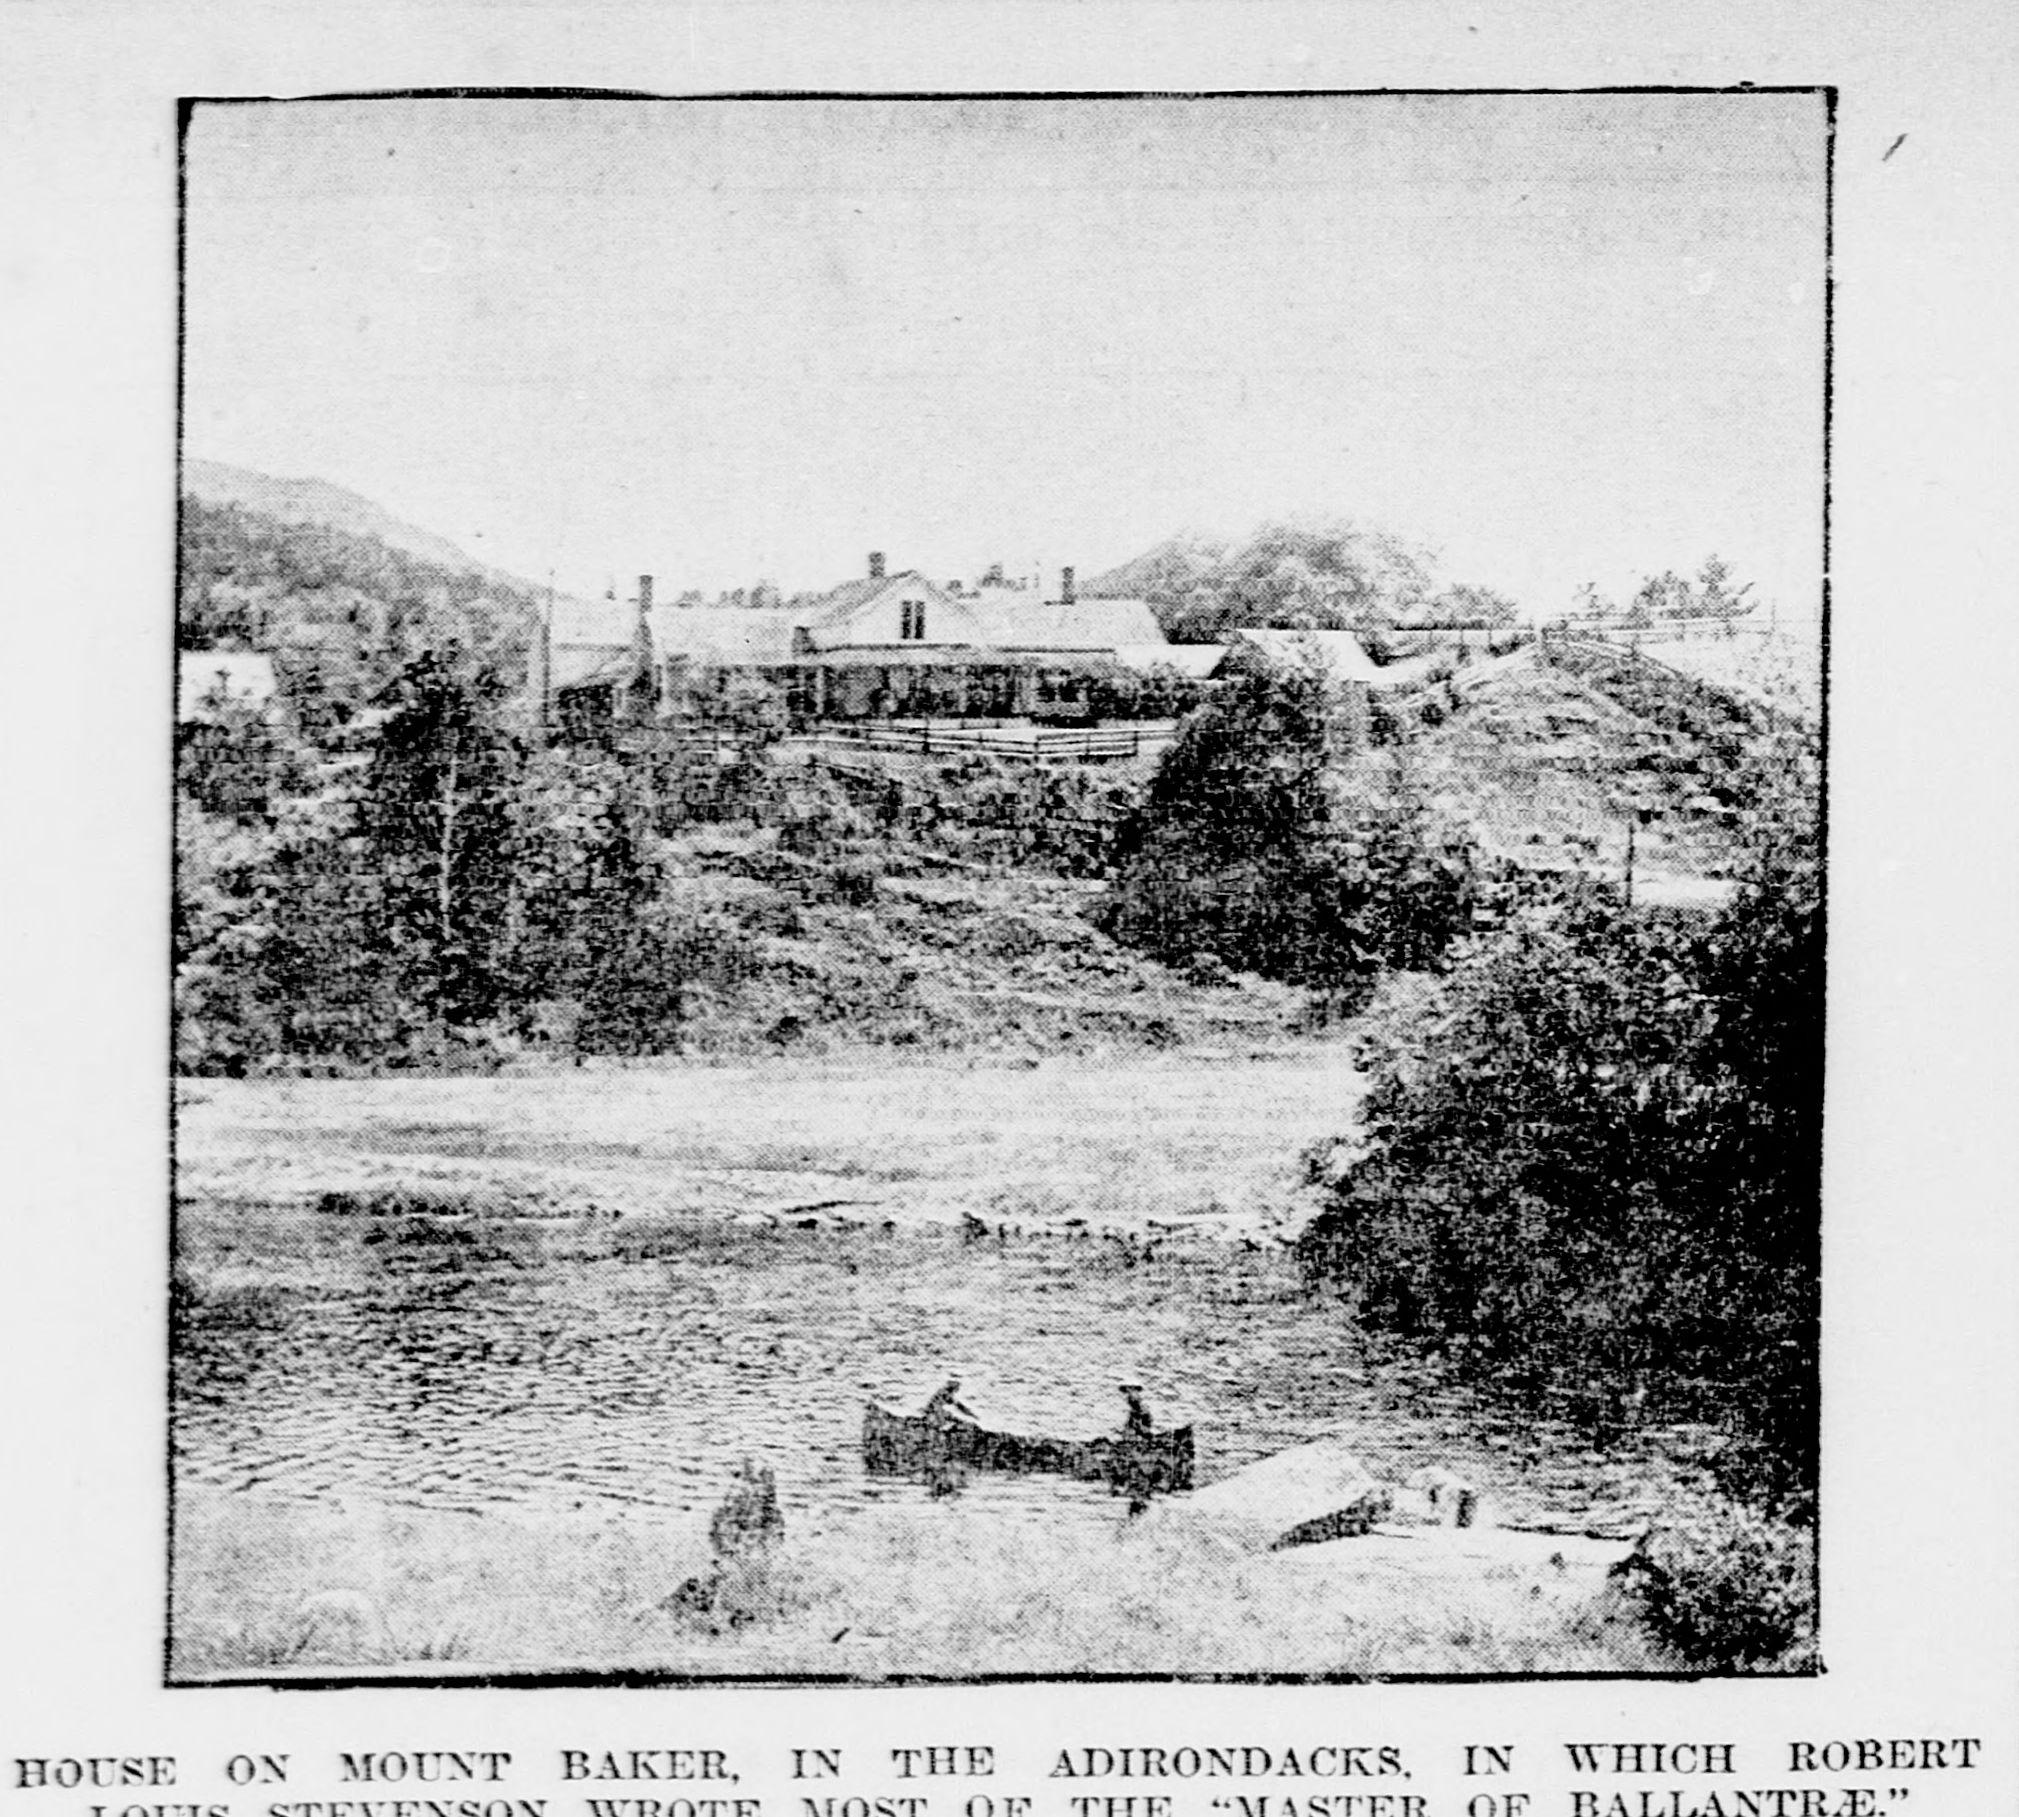 HOUSE ON MOUNT BAKER, IN THE ADIRONDACKS, IN WHICH ROBERT
LOUIS STEVENSON WROTE MOST OF THE “MASTER OF BALLANTRÆ.”